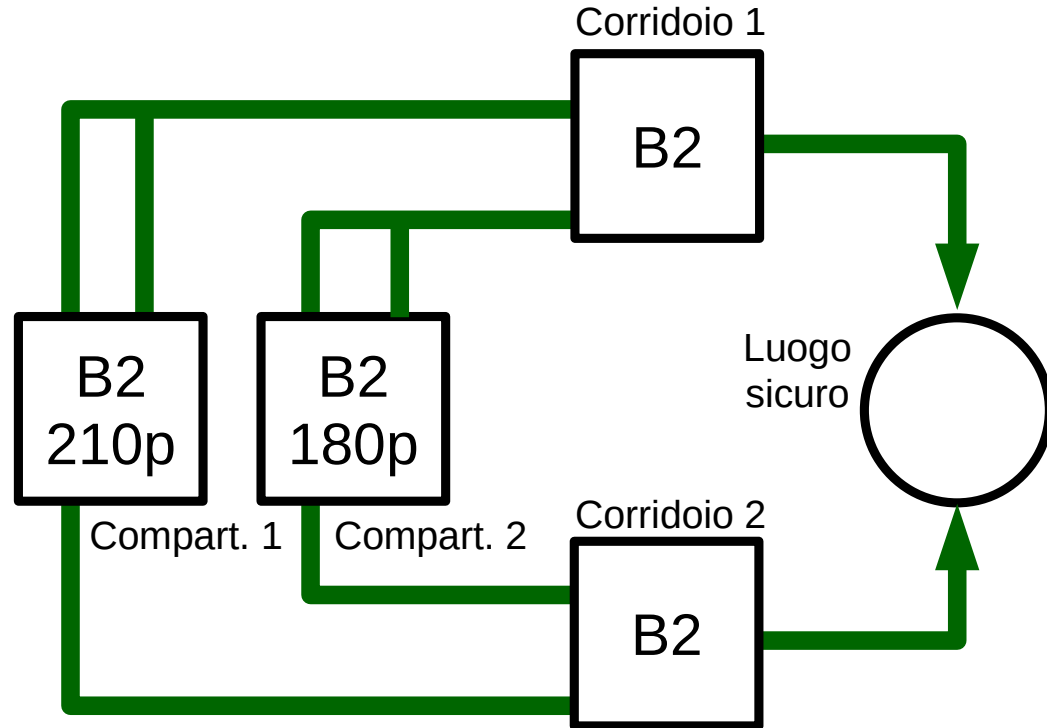 Corridoio 1
B2
B2
210p
B2
180p
Luogo
sicuro
Compart. 1
Compart. 2
Corridoio 2
B2